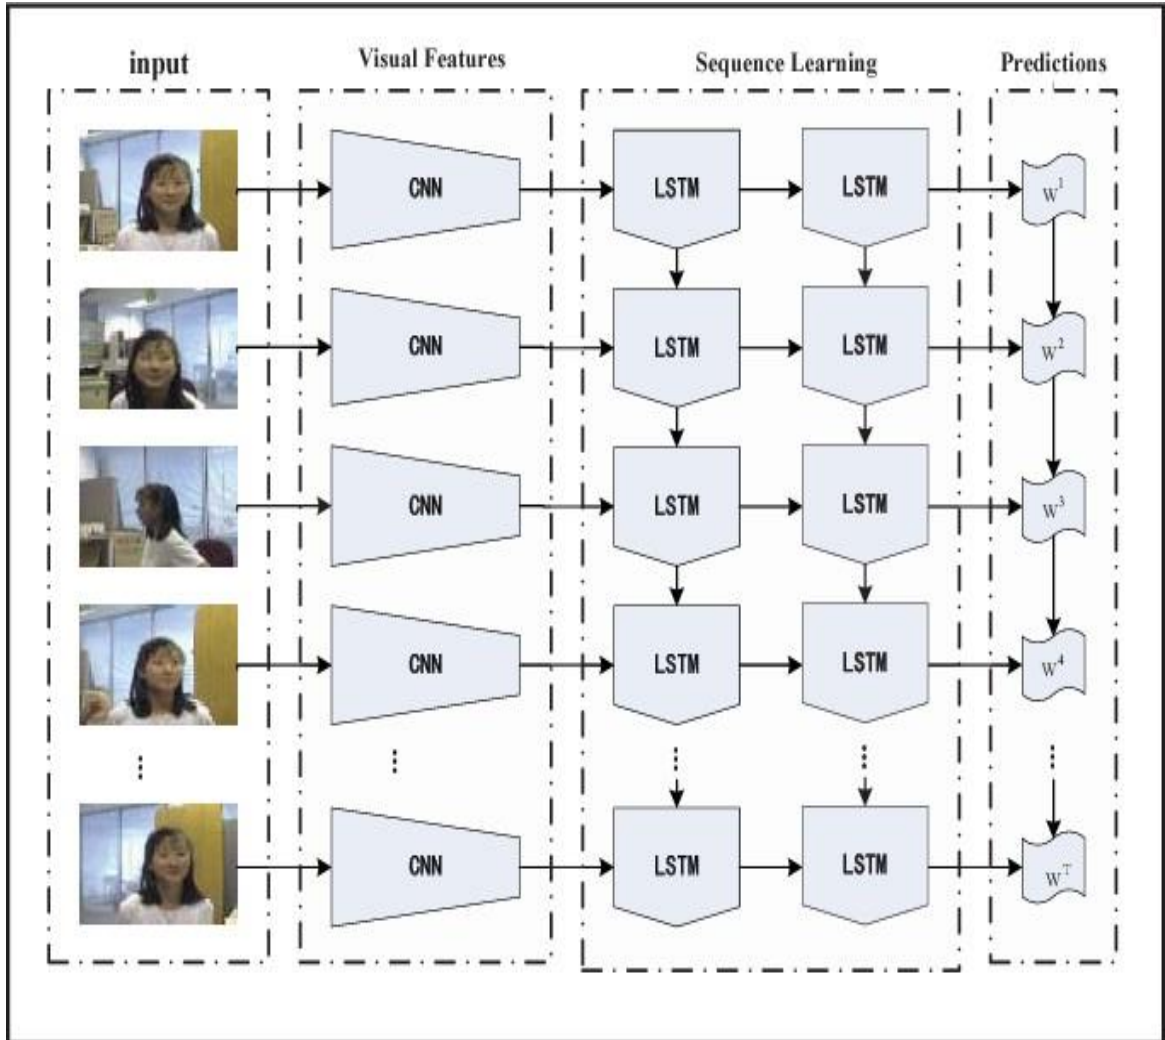 input Visual Features Sequence Learning Predictions
CNN LSTM LSTM W¹
CNN LSTM LSTM W²
CNN LSTM LSTM W³
CNN LSTM LSTM W⁴
... ... ... ... ...
CNN LSTM LSTM Wᵀ